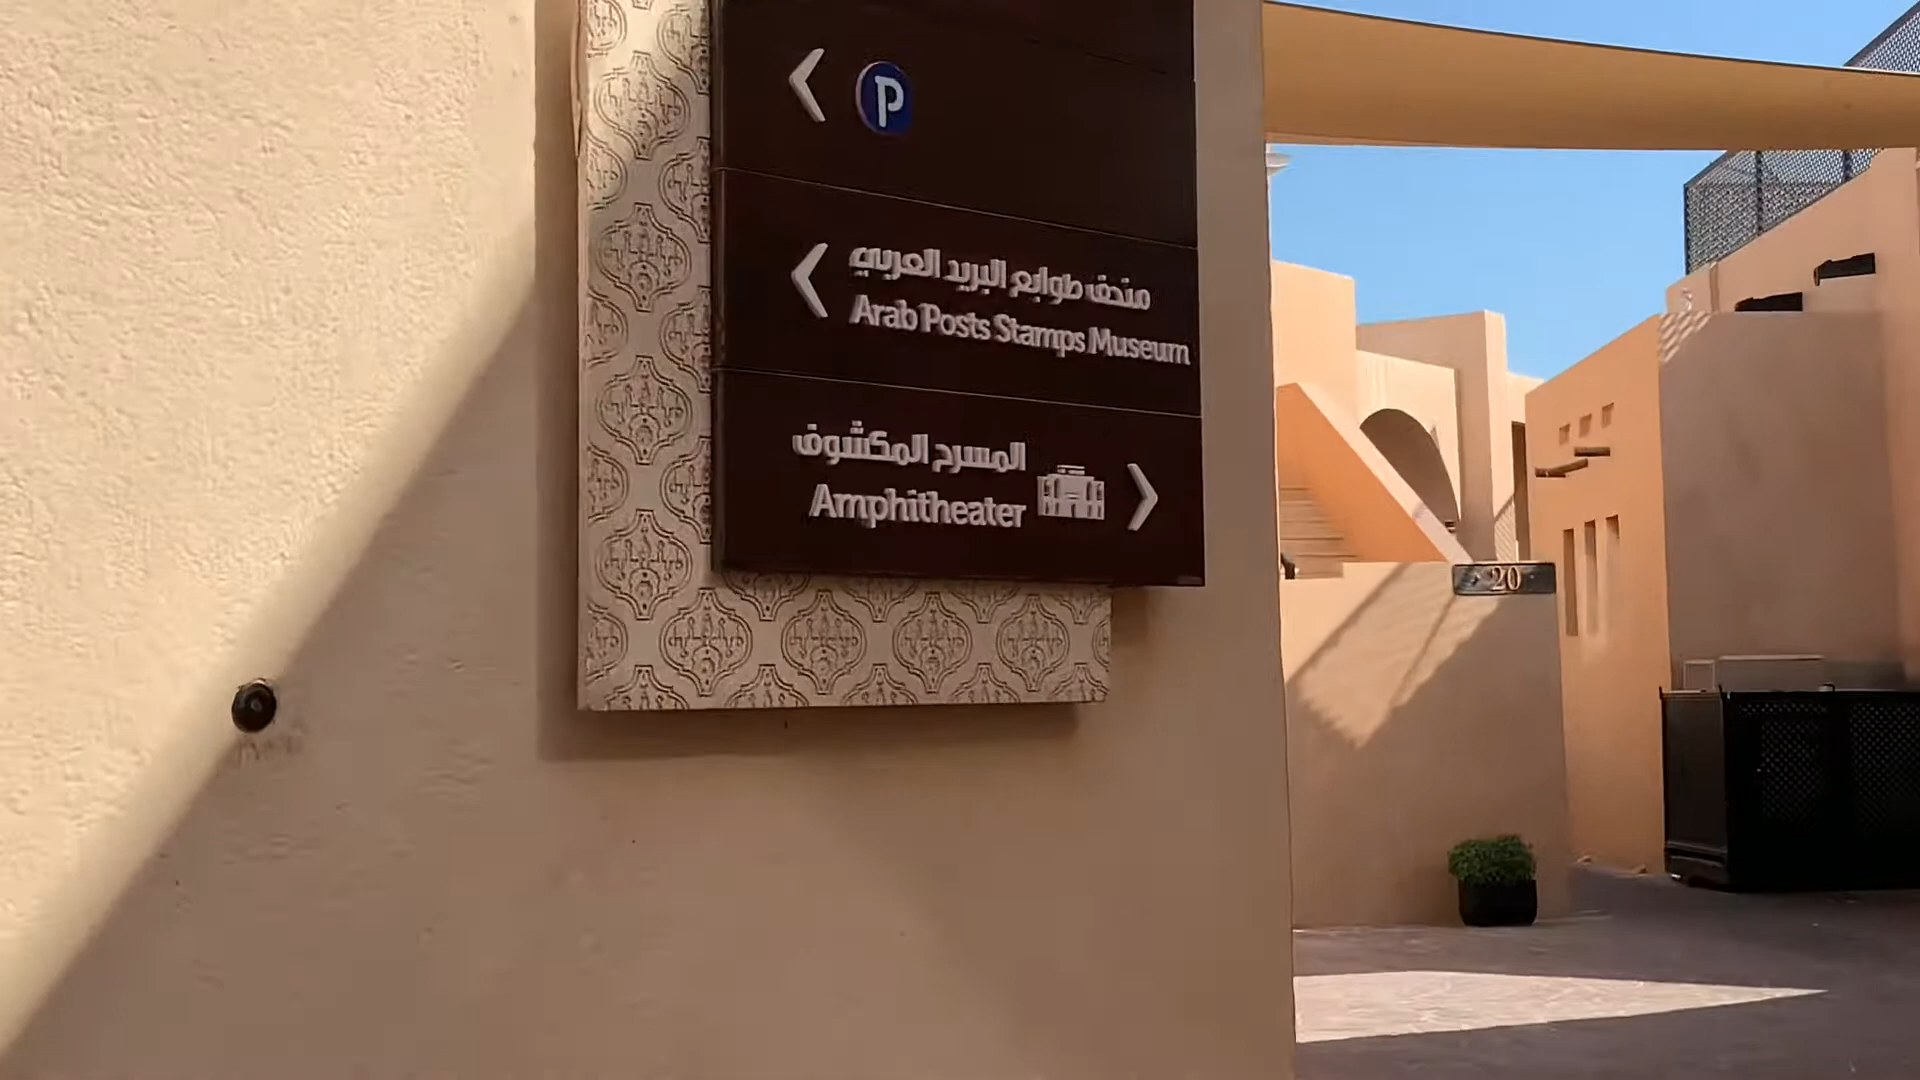 P
متحف طوابع البريد العربي
Arab Posts Stamps Museum
المسرح المكشوف
Amphitheater
20